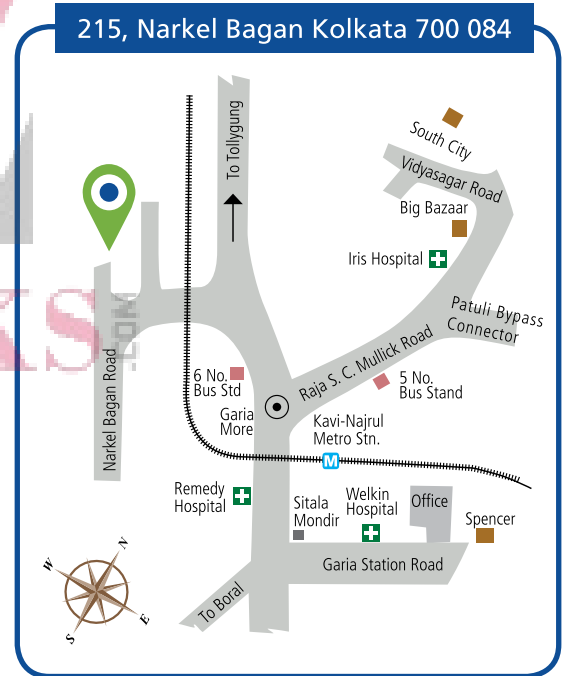 215, Narkel Bagan Kolkata 700 084
To Tollygung
South City
Vidyasagar Road
Big Bazaar
Iris Hospital
Patuli Bypass
Connector
Raja S. C. Mullick Road
6 No.
Bus Std
5 No.
Bus Stand
Garia
More
Kavi-Najrul
Metro Stn.
M
Narkel Bagan Road
Remedy
Hospital
Sitala
Mondir
Welkin
Hospital
Office
Spencer
Garia Station Road
To Boral
N
W
E
S
KS
.COM